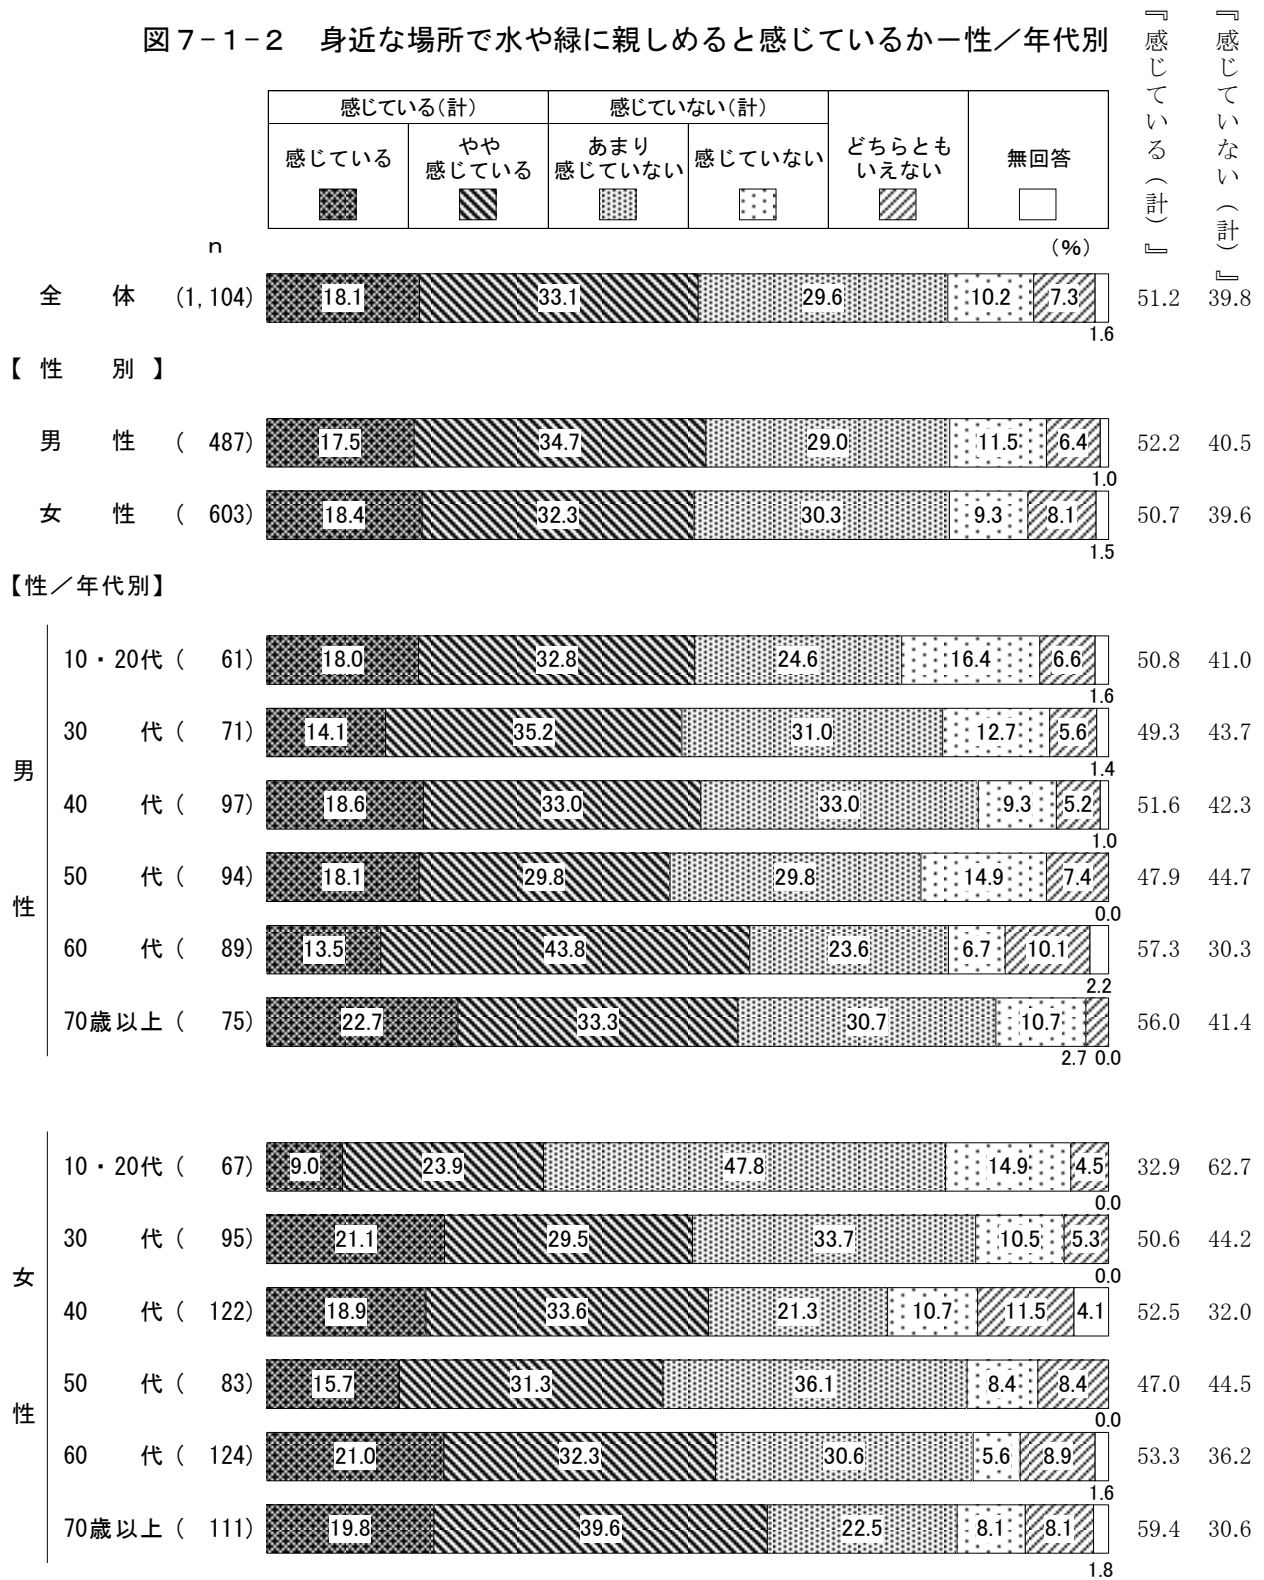 図7-1-2　身近な場所で水や緑に親しめると感じているかー性／年代別
『感じている（計）』
『感じていない（計）』
感じている(計)　感じていない(計)
感じている　やや感じている　あまり感じていない　感じていない　どちらともいえない　無回答
n　(%)
全　体　(1,104)　18.1　33.1　29.6　10.2　7.3　51.2　39.8
1.6
【性　別】
男　性　(487)　17.5　34.7　29.0　11.5　6.4　52.2　40.5
1.0
女　性　(603)　18.4　32.3　30.3　9.3　8.1　50.7　39.6
1.5
【性／年代別】
男　性
10・20代　(61)　18.0　32.8　24.6　16.4　6.6　50.8　41.0
1.6
30　代　(71)　14.1　35.2　31.0　12.7　5.6　49.3　43.7
1.4
40　代　(97)　18.6　33.0　33.0　9.3　5.2　51.6　42.3
1.0
50　代　(94)　18.1　29.8　29.8　14.9　7.4　47.9　44.7
0.0
60　代　(89)　13.5　43.8　23.6　6.7　10.1　57.3　30.3
2.2
70歳以上　(75)　22.7　33.3　30.7　10.7　56.0　41.4
2.7　0.0
女　性
10・20代　(67)　9.0　23.9　47.8　14.9　4.5　32.9　62.7
0.0
30　代　(95)　21.1　29.5　33.7　10.5　5.3　50.6　44.2
0.0
40　代　(122)　18.9　33.6　21.3　10.7　11.5　4.1　52.5　32.0
50　代　(83)　15.7　31.3　36.1　8.4　8.4　47.0　44.5
0.0
60　代　(124)　21.0　32.3　30.6　5.6　8.9　53.3　36.2
1.6
70歳以上　(111)　19.8　39.6　22.5　8.1　8.1　59.4　30.6
1.8